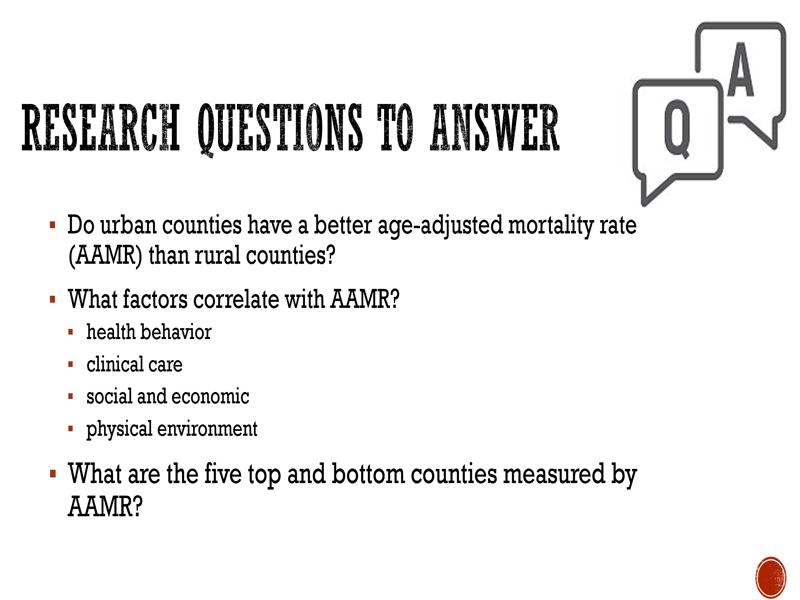 A
Q
RESEARCH QUESTIONS TO ANSWER
▪ Do urban counties have a better age-adjusted mortality rate
(AAMR) than rural counties?
▪ What factors correlate with AAMR?
▪ health behavior
▪ clinical care
▪ social and economic
▪ physical environment
▪ What are the five top and bottom counties measured by
AAMR?